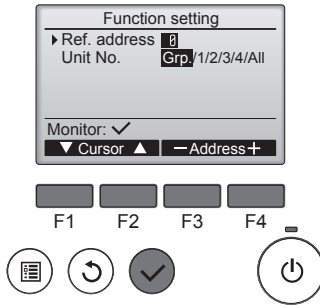 Function setting
Ref. address 0
Unit No. Grp./1/2/3/4/All
Monitor: ✓
▼ Cursor ▲ −Address+
F1 F2 F3 F4